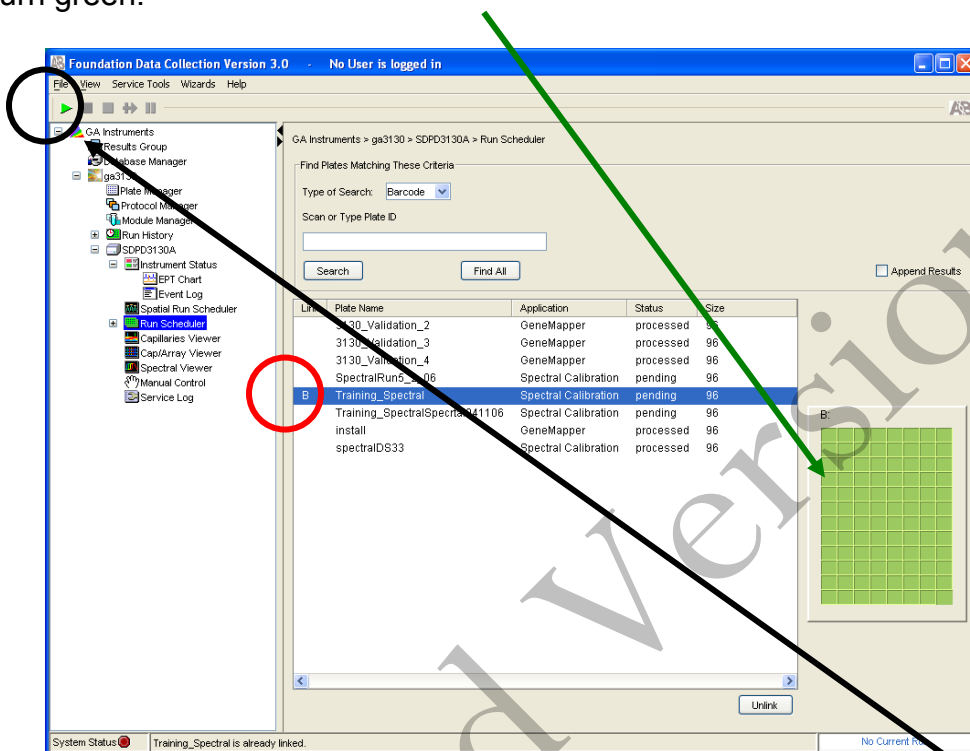 urn green.
Foundation Data Collection Version 3.0 - No User is logged in
File View Service Tools Wizards Help
GA Instruments
Results Group
Database Manager
ga3130
Plate Manager
Protocol Manager
Module Manager
Run History
SDPD3130A
Instrument Status
EPT Chart
Event Log
Spatial Run Scheduler
Run Scheduler
Capillaries Viewer
Cap/Array Viewer
Spectral Viewer
Manual Control
Service Log
GA Instruments > ga3130 > SDPD3130A > Run Scheduler
Find Plates Matching These Criteria
Type of Search: Barcode
Scan or Type Plate ID
Search Find All
Append Results
Link Plate Name Application Status Size
3130_Validation_2 GeneMapper processed 96
3130_Validation_3 GeneMapper processed 96
3130_Validation_4 GeneMapper processed 96
Spectral Calibration pending 96
B Training_Spectral Spectral Calibration pending 96
Spectral Calibration pending 96
install GeneMapper processed 96
spectralDS33 Spectral Calibration processed 96
B:
Unlink
System Status Training_Spectral is already linked. No Current
d Version